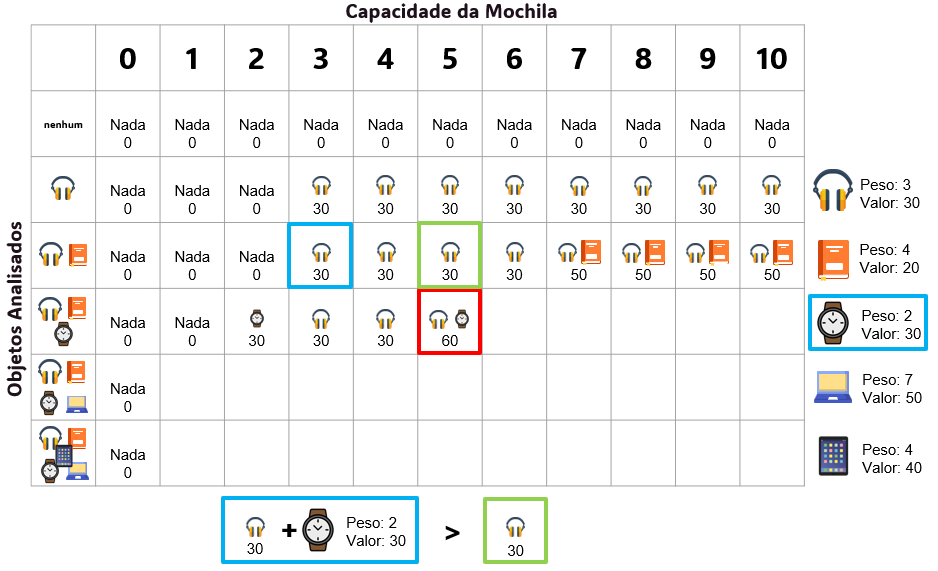 Capacidade da Mochila
0 1 2 3 4 5 6 7 8 9 10
nenhum
Nada Nada Nada Nada Nada Nada Nada Nada Nada Nada Nada
0 0 0 0 0 0 0 0 0 0 0
Nada Nada Nada
0 0 0 30 30 30 30 30 30 30 30
Peso: 3
Valor: 30
Nada Nada Nada
0 0 0 30 30 30 30 50 50 50 50
Peso: 4
Valor: 20
Nada Nada
0 0 30 30 30 60
Peso: 2
Valor: 30
Nada
0
Peso: 7
Valor: 50
Nada
0
Peso: 4
Valor: 40
Objetos Analisados
30 + Peso: 2
Valor: 30
>
30